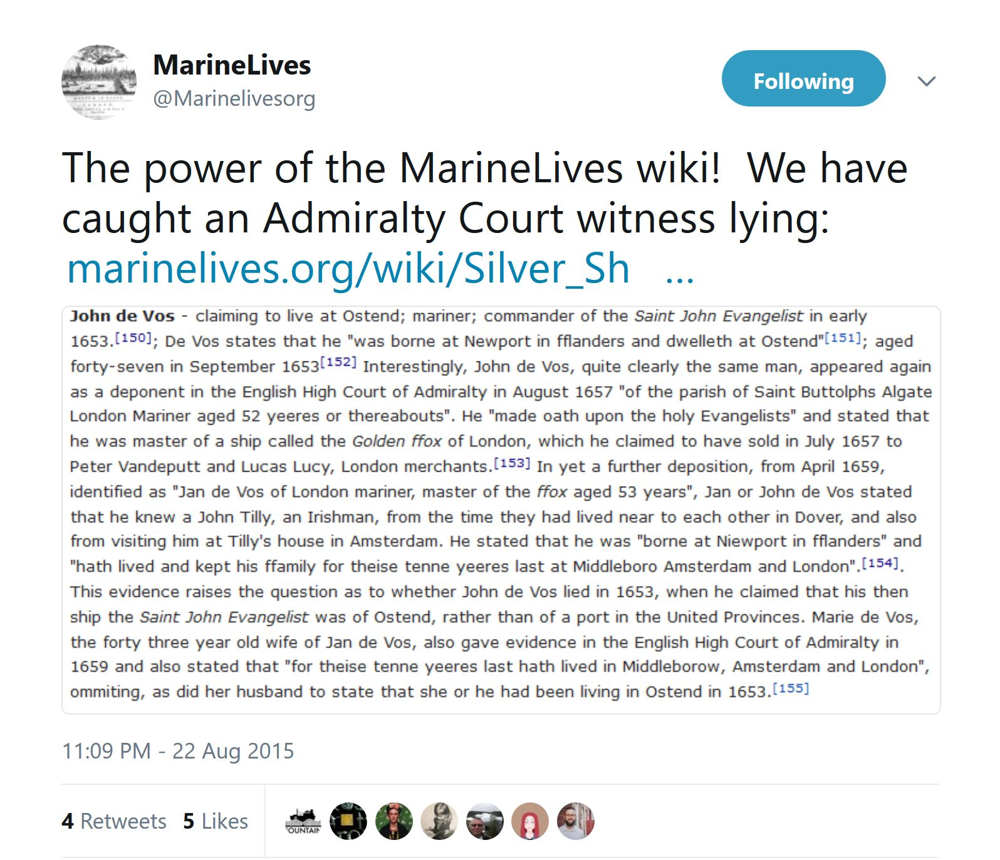 MarineLives
@Marinelivesorg
Following
The power of the MarineLives wiki!  We have
caught an Admiralty Court witness lying:
marinelives.org/wiki/Silver_Sh …
John de Vos - claiming to live at Ostend; mariner; commander of the Saint John Evangelist in early
1653.[150]; De Vos states that he "was borne at Newport in fflanders and dwelleth at Ostend"[151]; aged
forty-seven in September 1653[152] Interestingly, John de Vos, quite clearly the same man, appeared again
as a deponent in the English High Court of Admiralty in August 1657 "of the parish of Saint Buttolphs Algate
London Mariner aged 52 yeeres or thereabouts". He "made oath upon the holy Evangelists" and stated that
he was master of a ship called the Golden ffox of London, which he claimed to have sold in July 1657 to
Peter Vandeputt and Lucas Lucy, London merchants.[153] In yet a further deposition, from April 1659,
identified as "Jan de Vos of London mariner, master of the ffox aged 53 years", Jan or John de Vos stated
that he knew a John Tilly, an Irishman, from the time they had lived near to each other in Dover, and also
from visiting him at Tilly's house in Amsterdam. He stated that he was "borne at Niewport in fflanders" and
"hath lived and kept his ffamily for theise tenne yeeres last at Middleboro Amsterdam and London".[154].
This evidence raises the question as to whether John de Vos lied in 1653, when he claimed that his then
ship the Saint John Evangelist was of Ostend, rather than of a port in the United Provinces. Marie de Vos,
the forty three year old wife of Jan de Vos, also gave evidence in the English High Court of Admiralty in
1659 and also stated that "for theise tenne yeeres last hath lived in Middleborow, Amsterdam and London",
ommiting, as did her husband to state that she or he had been living in Ostend in 1653.[155]
11:09 PM - 22 Aug 2015
4 Retweets 5 Likes
OUNTAIN